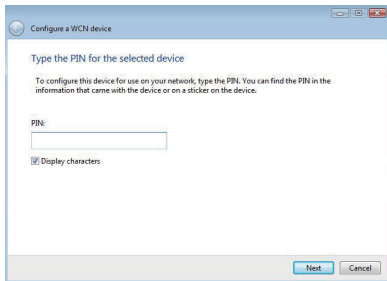 Configure a WCN device
Type the PIN for the selected device
To configure this device for use on your network, type the PIN. You can find the PIN in the
information that came with the device or on a sticker on the device.
PIN:
Display characters
Next Cancel